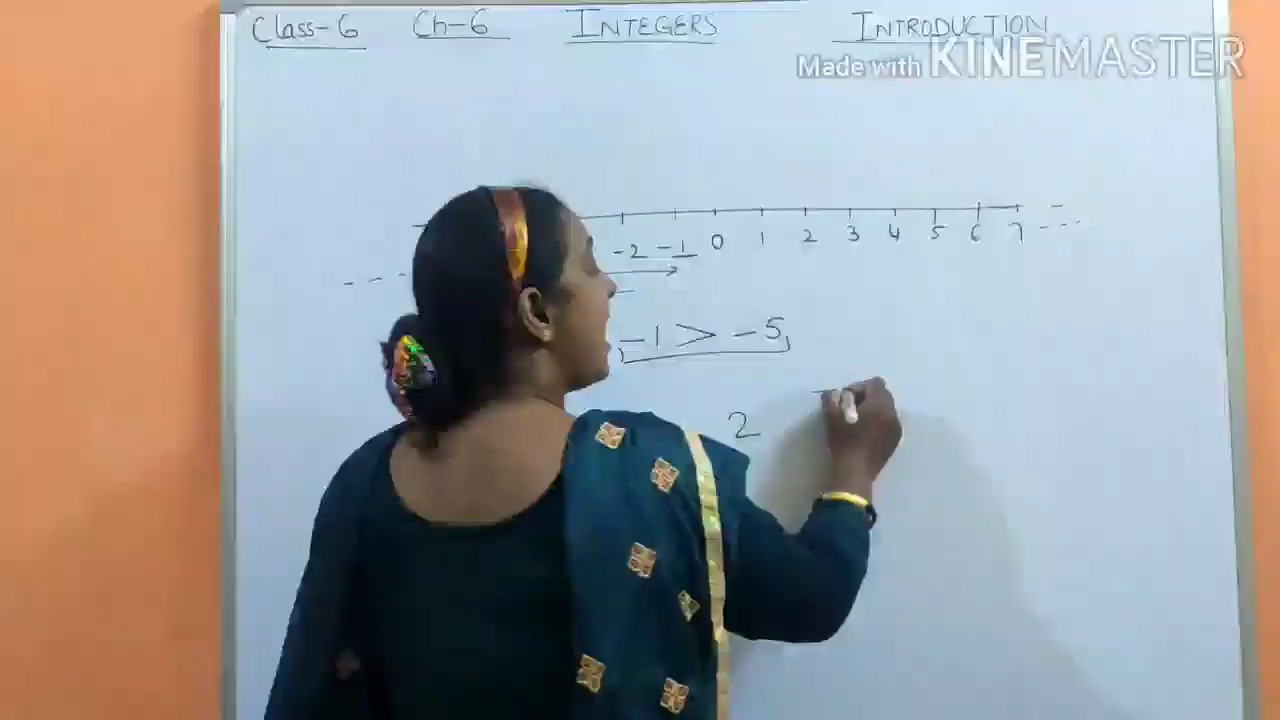 Class-6 Ch-6 INTEGERS INTRODUCTION
Made with KINEMASTER
-2 -1 0 1 2 3 4 5 6 7 ---
----
-1 > -5
2